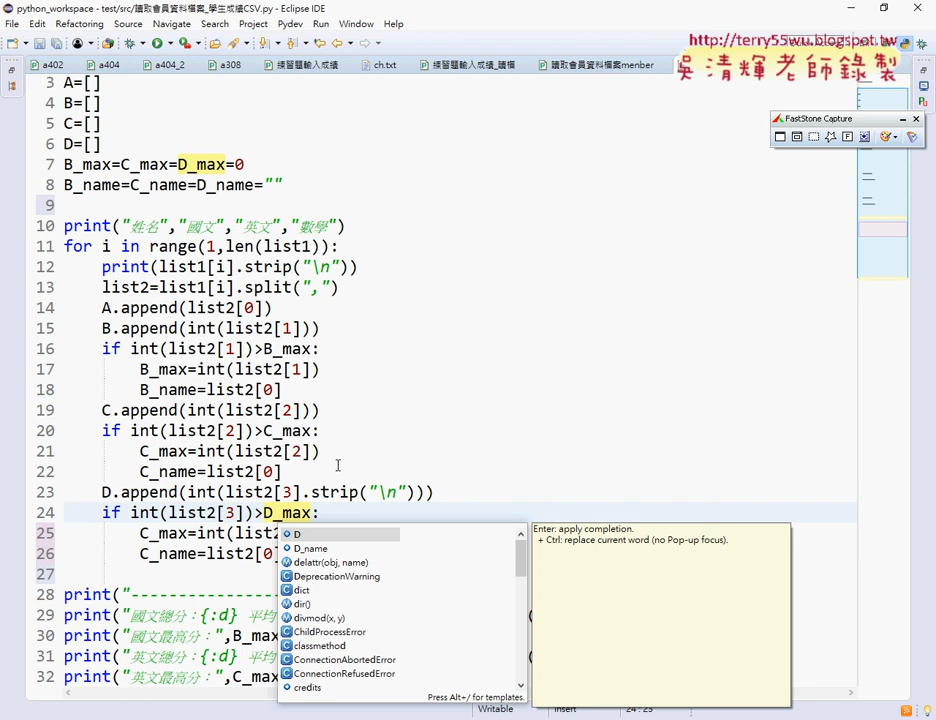 python_workspace - test/src/讀取會員資料檔案_學生成績CSV.py - Eclipse IDE
File Edit Refactoring Source Navigate Search Project Pydev Run Window Help
http://terry55wu.blogspot.tw
吳清輝老師錄製
a402 a404 a404_2 a308 練習題輸入成績 ch.txt 練習題輸入成績_讀檔 讀取會員資料檔案menber
FastStone Capture
3 A=[]
4 B=[]
5 C=[]
6 D=[]
7 B_max=C_max=D_max=0
8 B_name=C_name=D_name=""
9
10 print("姓名","國文","英文","數學")
11 for i in range(1,len(list1)):
12 print(list1[i].strip("\n"))
13 list2=list1[i].split(",")
14 A.append(list2[0])
15 B.append(int(list2[1]))
16 if int(list2[1])>B_max:
17 B_max=int(list2[1])
18 B_name=list2[0]
19 C.append(int(list2[2]))
20 if int(list2[2])>C_max:
21 C_max=int(list2[2])
22 C_name=list2[0]
23 D.append(int(list2[3].strip("\n")))
24 if int(list2[3])>D_max:
25 C_max=int(list2
26 C_name=list2[0]
27
28 print("----------------
29 print("國文總分：{:d} 平均
30 print("國文最高分：",B_max
31 print("英文總分：{:d} 平均
32 print("英文最高分：",C_max
D
D_name
delattr(obj, name)
DeprecationWarning
dict
dir()
divmod(x, y)
ChildProcessError
classmethod
ConnectionAbortedError
ConnectionRefusedError
credits
Press Alt+/ for templates.
Enter: apply completion.
+ Ctrl: replace current word (no Pop-up focus).
Writable Insert 24 : 23